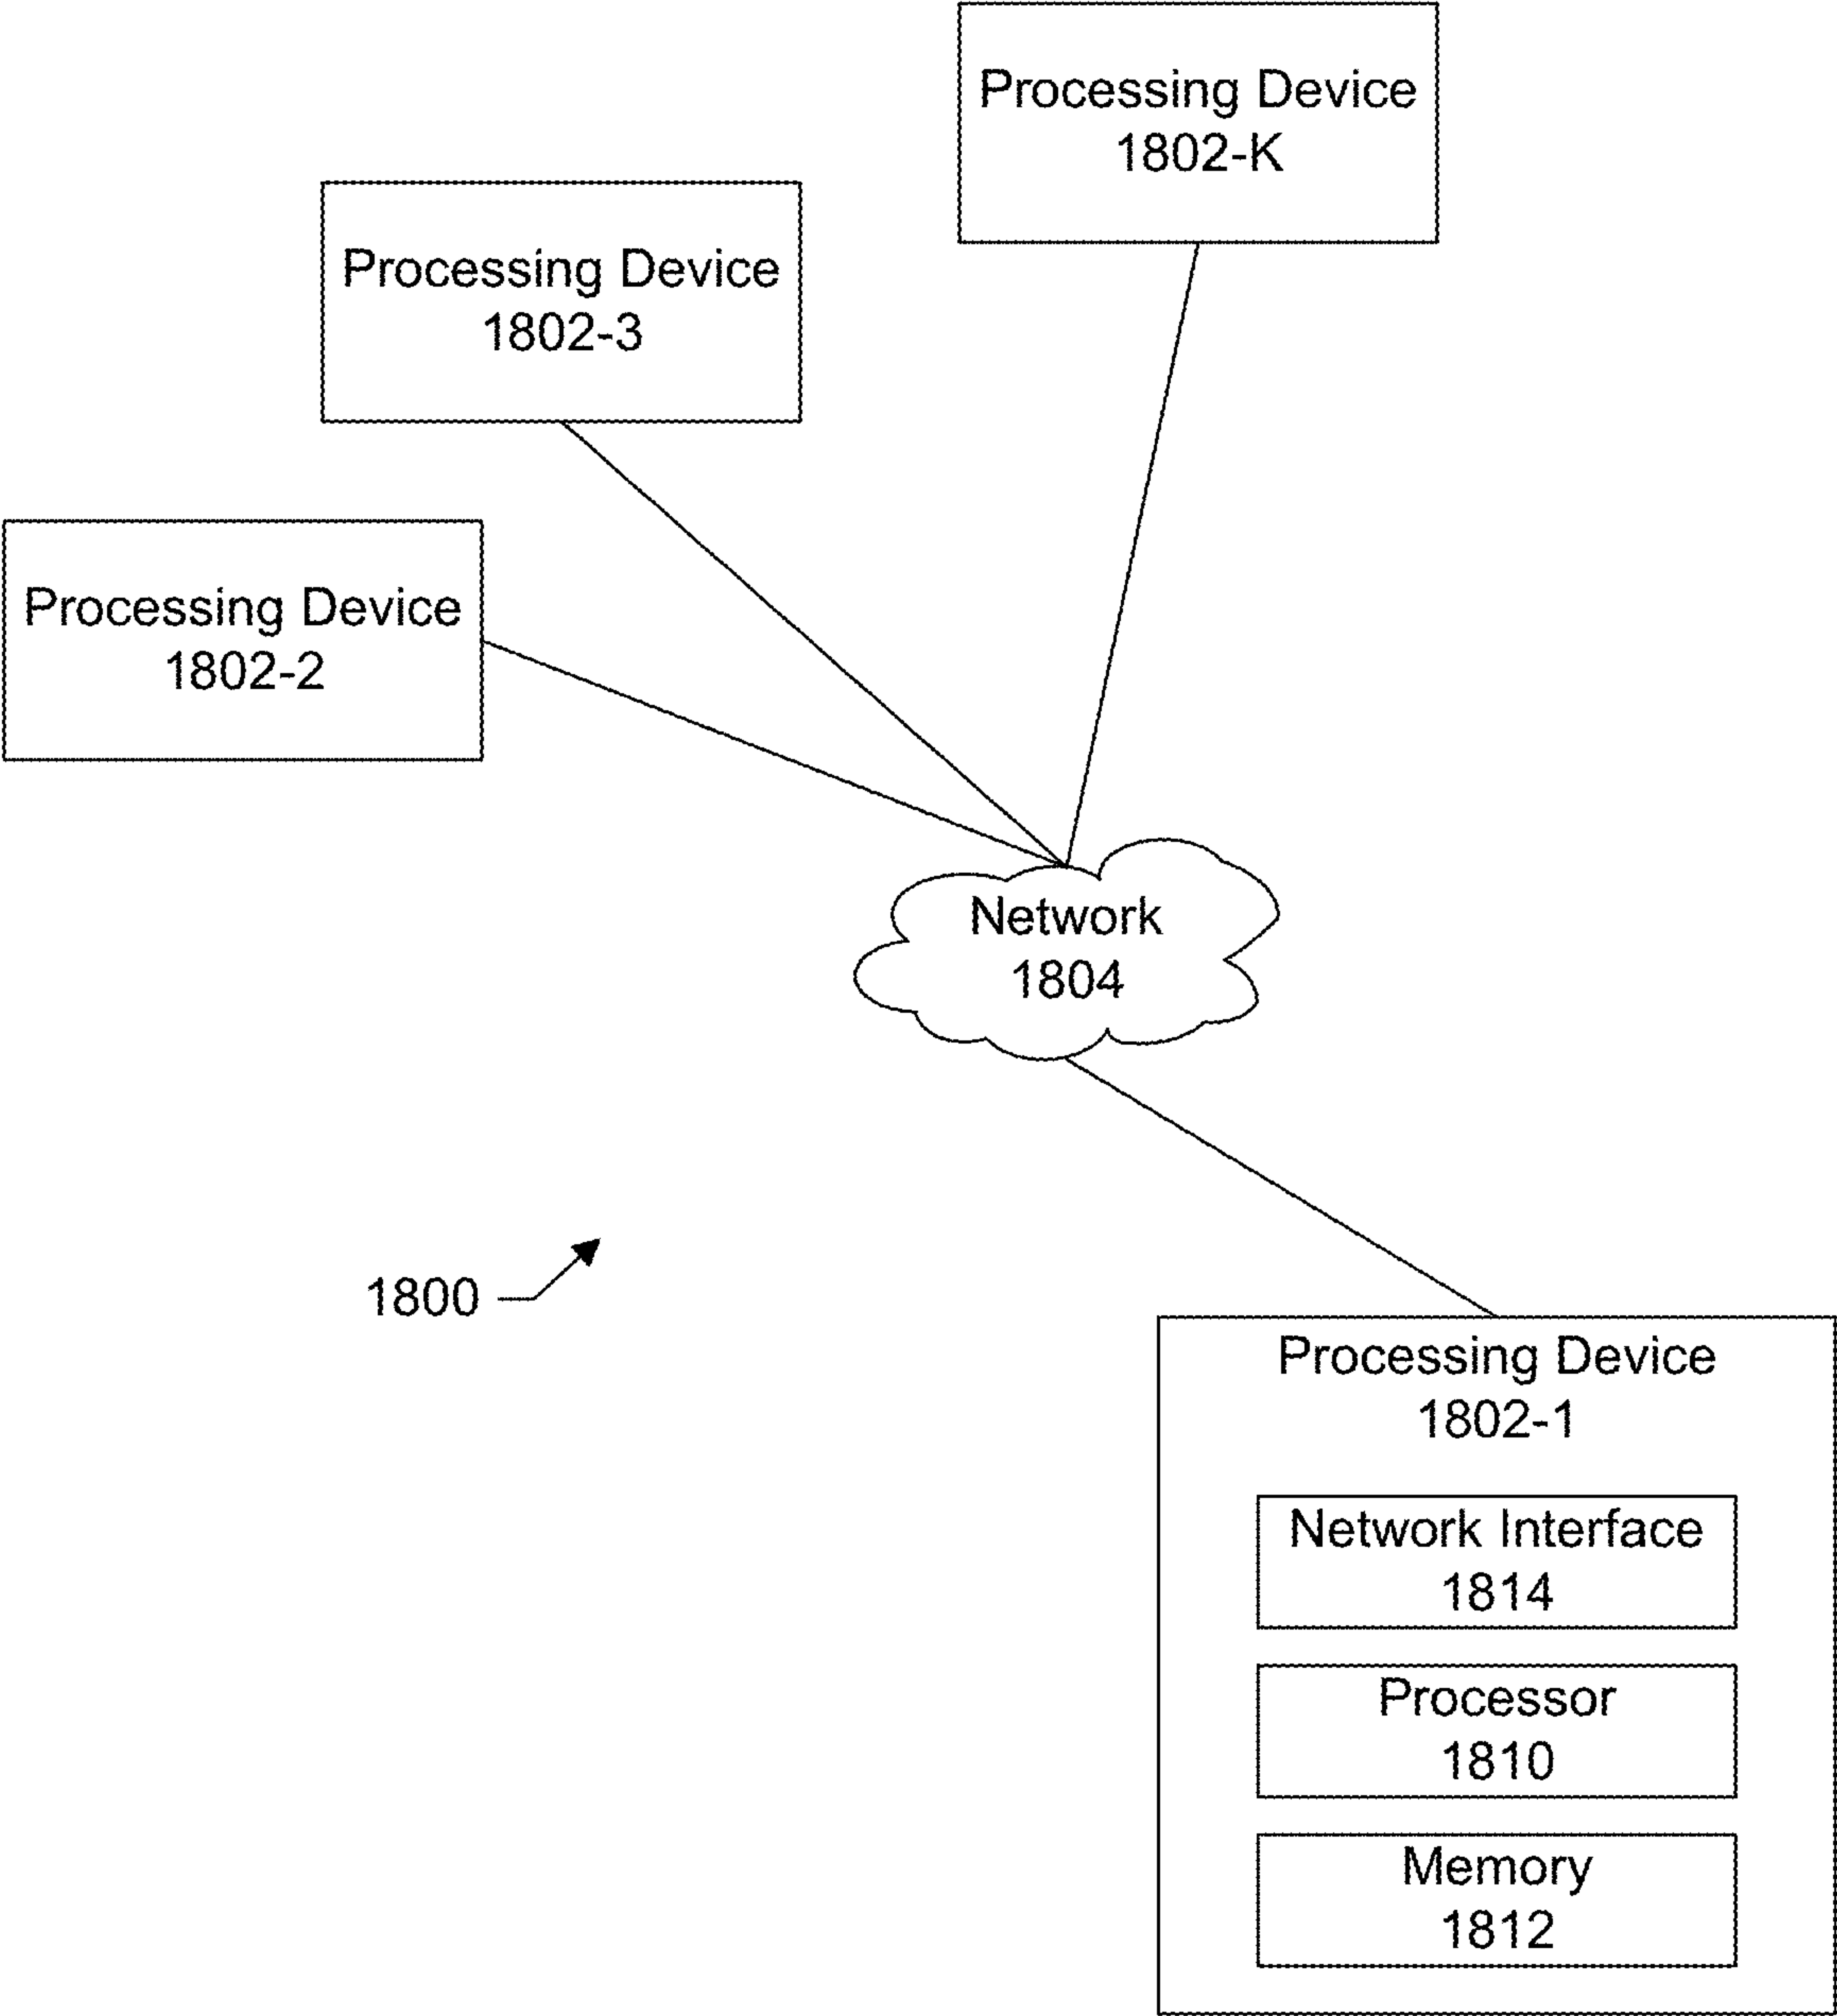 Processing Device
1802-K
Processing Device
1802-3
Processing Device
1802-2
Network
1804
1800
Processing Device
1802-1
Network Interface
1814
Processor
1810
Memory
1812